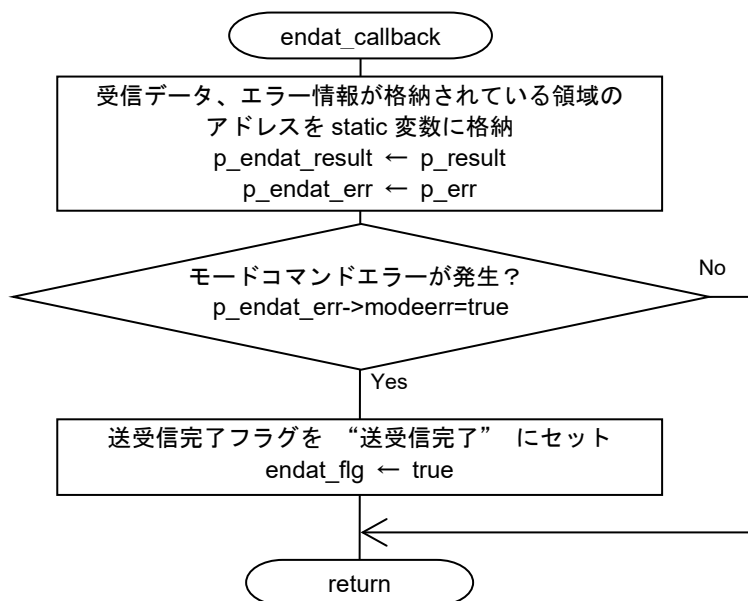 endat_callback
受信データ、エラー情報が格納されている領域の
アドレスを static 変数に格納
p_endat_result ← p_result
p_endat_err ← p_err
モードコマンドエラーが発生？
p_endat_err->modeerr=true
No
Yes
送受信完了フラグを “送受信完了” にセット
endat_flg ← true
return